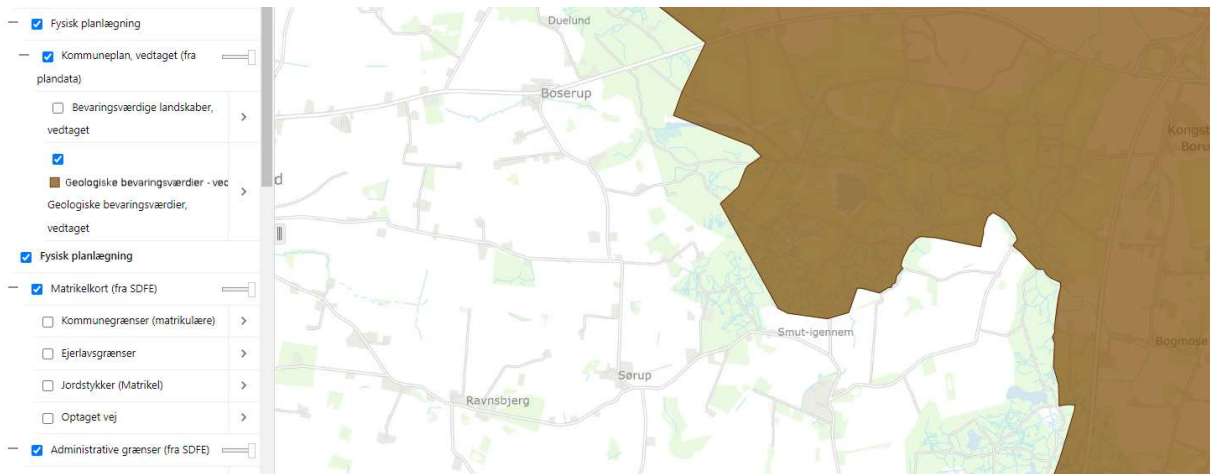 Fysisk planlægning
Kommuneplan, vedtaget (fra
plandata)
Bevaringsværdige landskaber,
vedtaget
Geologiske bevaringsværdier - ved
Geologiske bevaringsværdier,
vedtaget
Fysisk planlægning
Matrikelkort (fra SDFE)
Kommunegrænser (matrikulære)
Ejerlavsgrænser
Jordstykker (Matrikel)
Optaget vej
Administrative grænser (fra SDFE)
Duelund
Boserup
Kongst
Boru
d
Smut-igennem
Bogmose
Sørup
Ravnsbjerg